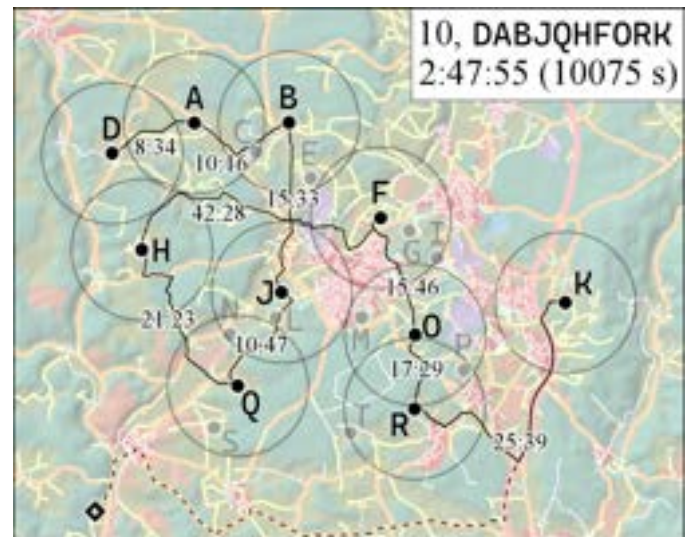 10, DABJQHFORK
2:47:55 (10075 s)
A
B
D
C
8:34
10:16
E
15:33
F
42:28
I
G
H
J
15:46
K
21:23
N
L
10:47
M
O
17:29
P
Q
R
S
T
25:39